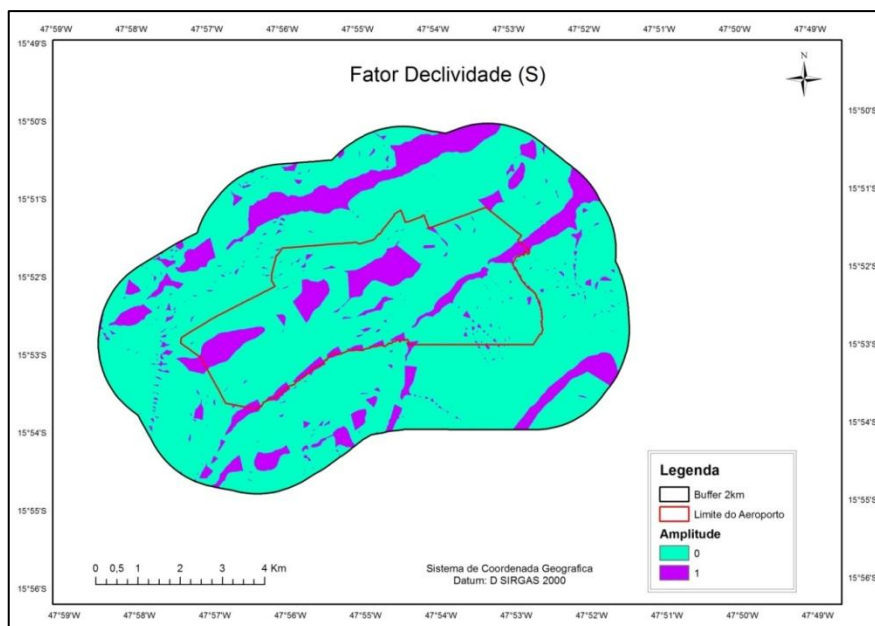 47°59'W 47°58'W 47°57'W 47°56'W 47°55'W 47°54'W 47°53'W 47°52'W 47°51'W 47°50'W 47°49'W
15°49'S
Fator Declividade (S)
N
15°50'S 15°50'S
15°51'S 15°51'S
15°52'S 15°52'S
15°53'S 15°53'S
15°54'S 15°54'S
Legenda
Buffer 2km
Limite do Aeroporto
Amplitude
0
1
15°55'S 15°55'S
0 0,5 1 2 3 4 Km
Sistema de Coordenada Geografica
Datum: D SIRGAS 2000
15°56'S 15°56'S
47°59'W 47°58'W 47°57'W 47°56'W 47°55'W 47°54'W 47°53'W 47°52'W 47°51'W 47°50'W 47°49'W